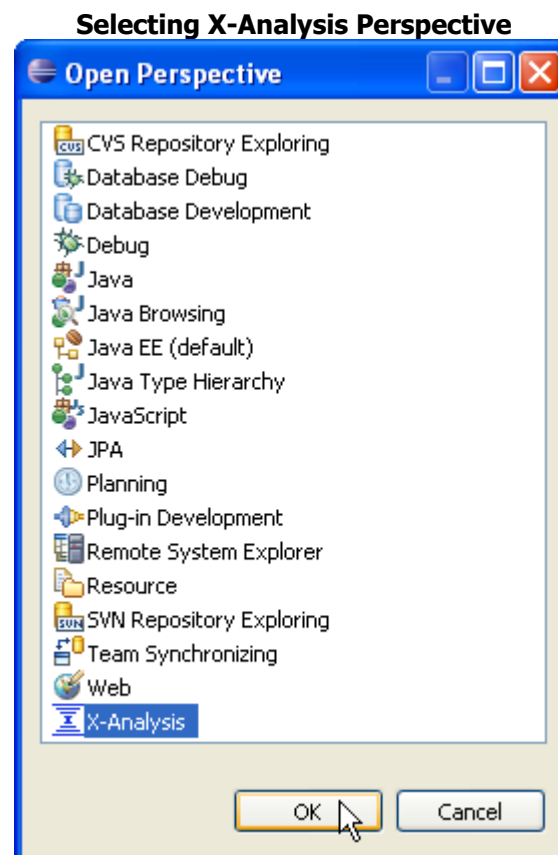 Selecting X-Analysis Perspective
Open Perspective
CVS CVS Repository Exploring
Database Debug
Database Development
Debug
Java
Java Browsing
Java EE (default)
Java Type Hierarchy
JavaScript
JPA
Planning
Plug-in Development
Remote System Explorer
Resource
SVN SVN Repository Exploring
Team Synchronizing
Web
X-Analysis
OK Cancel